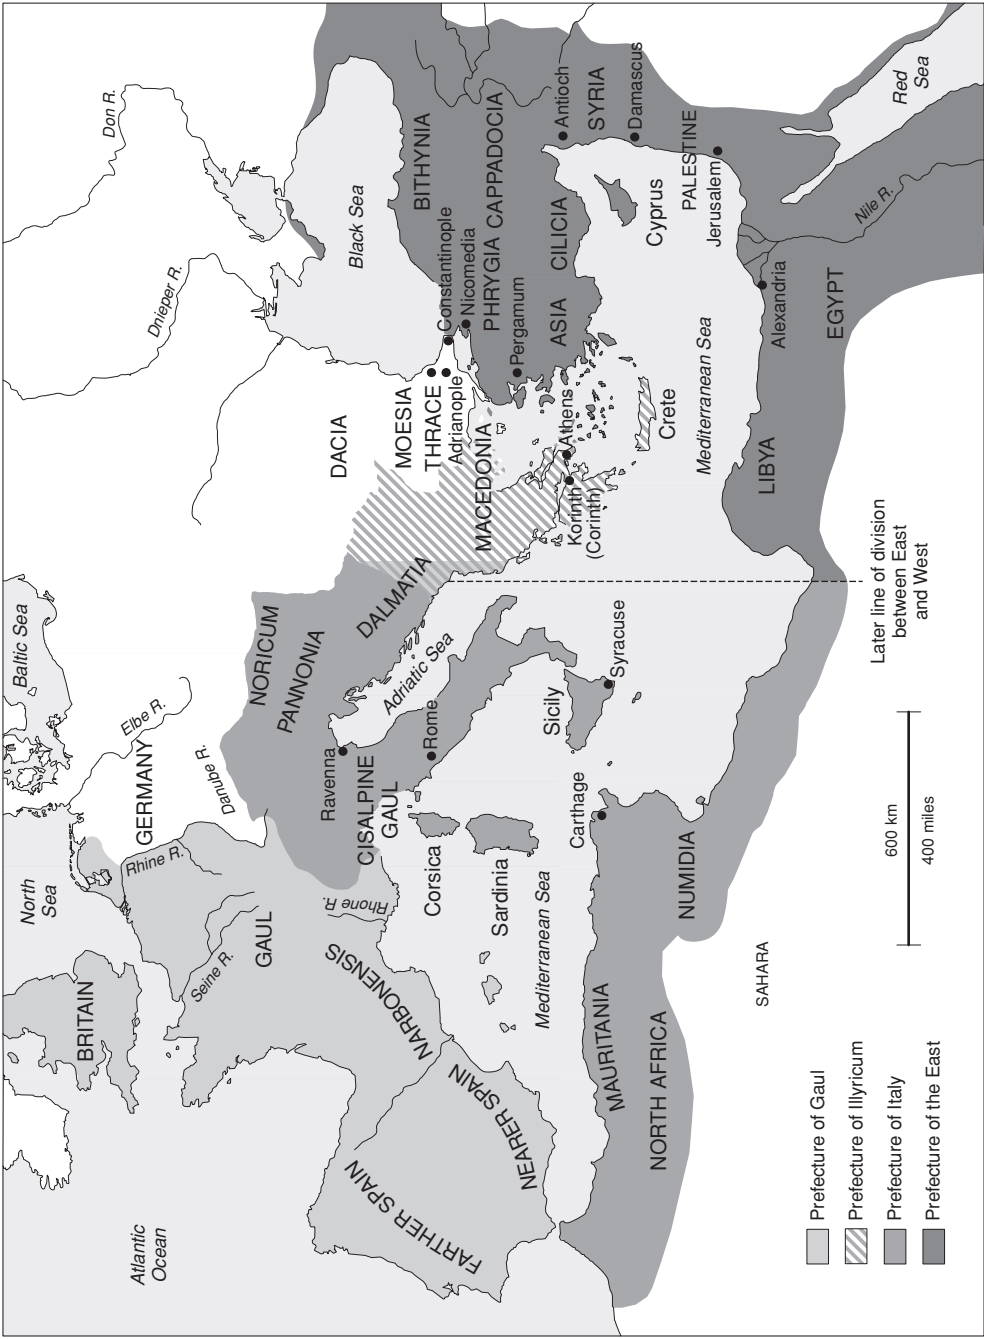 Atlantic
Ocean
North
Sea
Baltic Sea
BRITAIN
GERMANY
Elbe R.
Rhine R.
Danube R.
Seine R.
GAUL
Rhone R.
NARBONENSIS
FARTHER SPAIN
NEARER SPAIN
CISALPINE
GAUL
Ravenna
Rome
NORICUM
PANNONIA
DALMATIA
Adriatic Sea
Corsica
Sardinia
Sicily
Syracuse
Carthage
Mediterranean Sea
MAURITANIA
NORTH AFRICA
NUMIDIA
SAHARA
Don R.
Dnieper R.
Black Sea
DACIA
MOESIA
THRACE
Adrianople
MACEDONIA
Constantinople
Nicomedia
BITHYNIA
PHRYGIA
CAPPADOCIA
Pergamum
ASIA
CILICIA
Athens
Korinth
(Corinth)
Crete
Cyprus
Antioch
SYRIA
Damascus
PALESTINE
Jerusalem
Mediterranean Sea
Alexandria
LIBYA
EGYPT
Nile R.
Red
Sea
Later line of division
between East
and West
600 km
400 miles
Prefecture of Gaul
Prefecture of Illyricum
Prefecture of Italy
Prefecture of the East